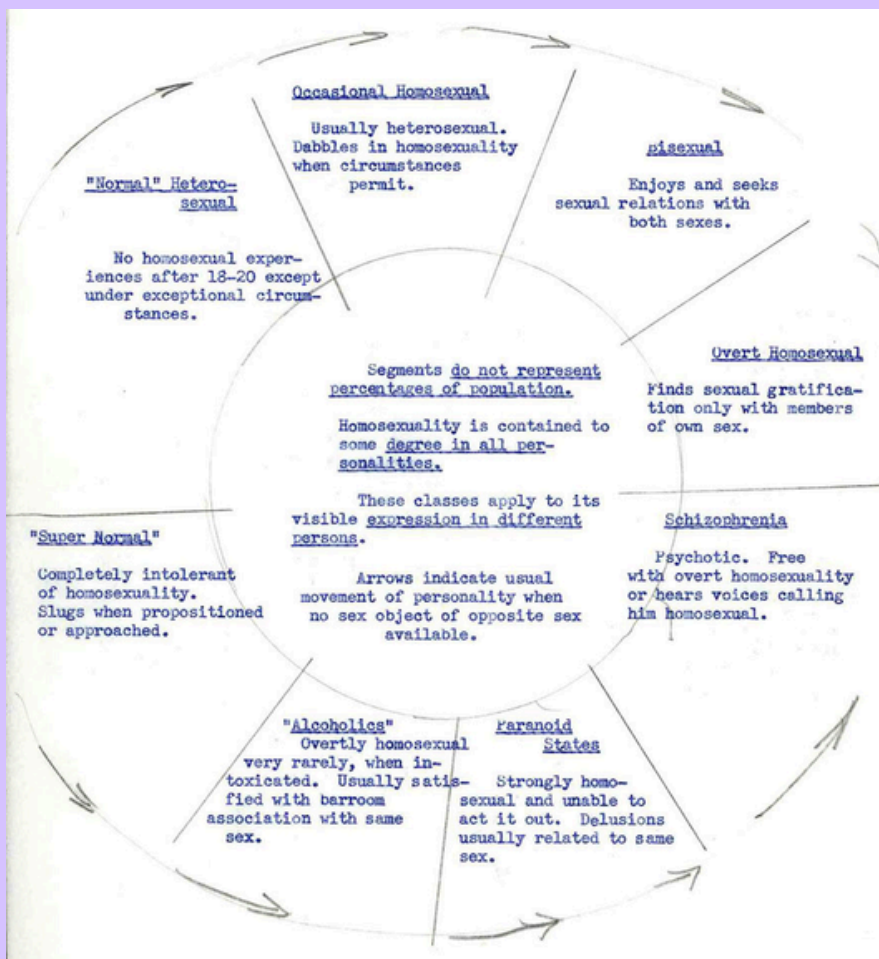 Occasional Homosexual
Usually heterosexual.
Dabbles in homosexuality
when circumstances
permit.
Bisexual
Enjoys and seeks
sexual relations with
both sexes.
"Normal" Hetero-
sexual
No homosexual exper-
iences after 18-20 except
under exceptional circum-
stances.
Overt Homosexual
Finds sexual gratifica-
tion only with members
of own sex.
Segments do not represent
percentages of population.
Homosexuality is contained to
some degree in all per-
sonalities.
These classes apply to its
visible expression in different
persons.
Arrows indicate usual
movement of personality when
no sex object of opposite sex
available.
"Super Normal"
Completely intolerant
of homosexuality.
Slugs when propositioned
or approached.
Schizophrenia
Psychotic. Free
with overt homosexuality
or hears voices calling
him homosexual.
"Alcoholics"
Overtly homosexual
very rarely, when in-
toxicated. Usually satis-
fied with barroom
association with same
sex.
Paranoid
States
Strongly homo-
sexual and unable to
act it out. Delusions
usually related to same
sex.